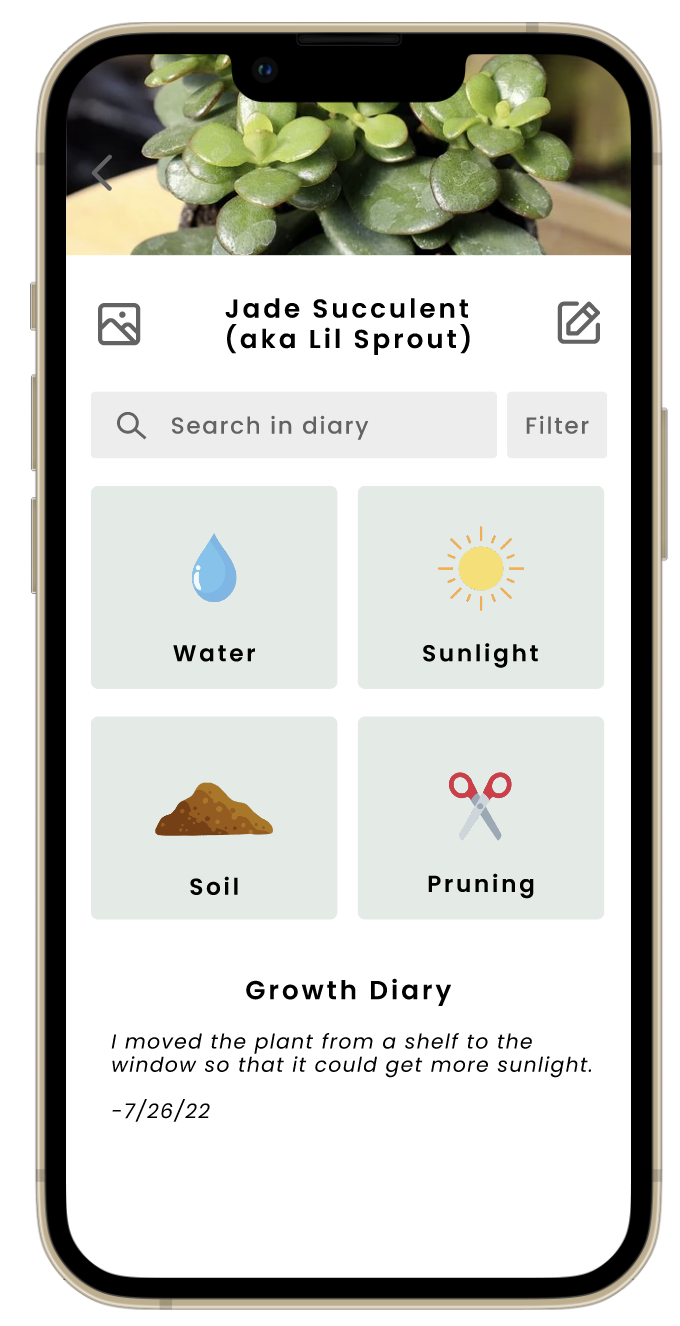 Jade Succulent
(aka Lil Sprout)
Search in diary
Filter
Water
Sunlight
Soil
Pruning
Growth Diary
I moved the plant from a shelf to the
window so that it could get more sunlight.
-7/26/22